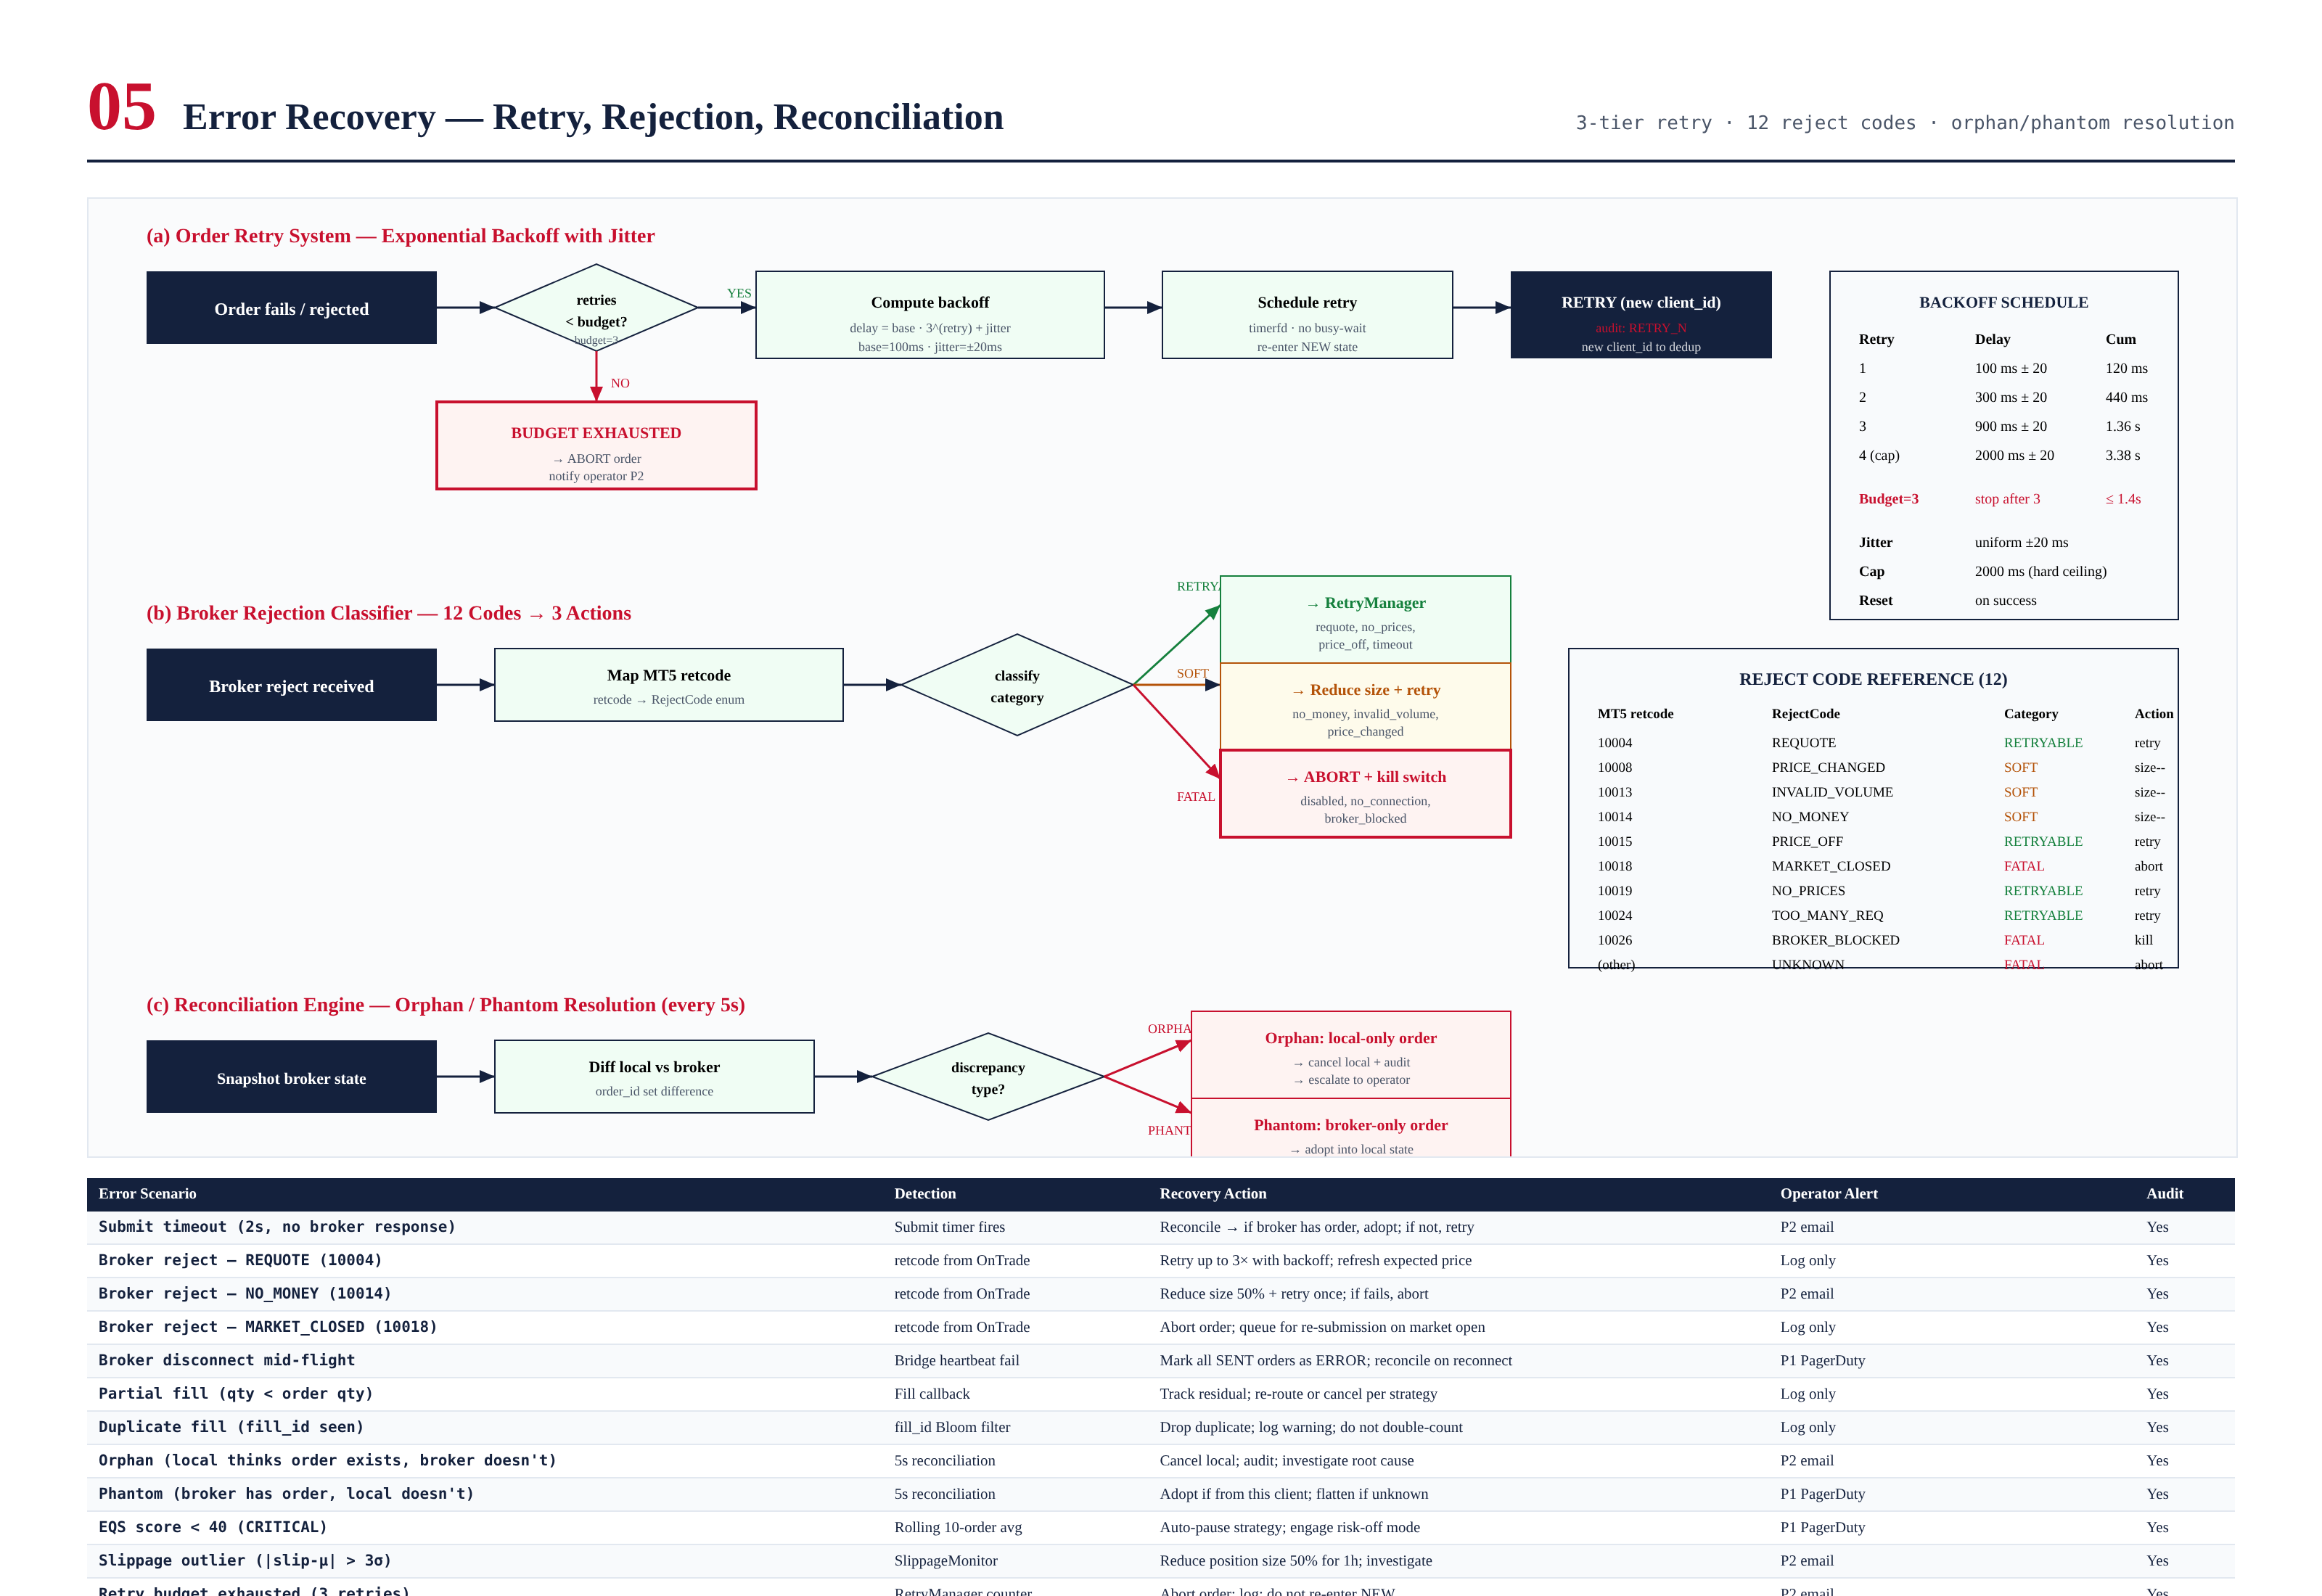 05 Error Recovery — Retry, Rejection, Reconciliation
3-tier retry · 12 reject codes · orphan/phantom resolution
(a) Order Retry System — Exponential Backoff with Jitter
Order fails / rejected
retries
< budget?
budget=3
YES
NO
Compute backoff
delay = base · 3^(retry) + jitter
base=100ms · jitter=±20ms
Schedule retry
timerfd · no busy-wait
re-enter NEW state
RETRY (new client_id)
audit: RETRY_N
new client_id to dedup
BUDGET EXHAUSTED
→ ABORT order
notify operator P2
BACKOFF SCHEDULE
Retry Delay Cum
1 100 ms ± 20 120 ms
2 300 ms ± 20 440 ms
3 900 ms ± 20 1.36 s
4 (cap) 2000 ms ± 20 3.38 s
Budget=3 stop after 3 ≤ 1.4s
Jitter uniform ±20 ms
Cap 2000 ms (hard ceiling)
Reset on success
(b) Broker Rejection Classifier — 12 Codes → 3 Actions
Broker reject received
Map MT5 retcode
retcode → RejectCode enum
classify
category
RETRY
→ RetryManager
requote, no_prices,
price_off, timeout
SOFT
→ Reduce size + retry
no_money, invalid_volume,
price_changed
FATAL
→ ABORT + kill switch
disabled, no_connection,
broker_blocked
REJECT CODE REFERENCE (12)
MT5 retcode RejectCode Category Action
10004 REQUOTE RETRYABLE retry
10008 PRICE_CHANGED SOFT size--
10013 INVALID_VOLUME SOFT size--
10014 NO_MONEY SOFT size--
10015 PRICE_OFF RETRYABLE retry
10018 MARKET_CLOSED FATAL abort
10019 NO_PRICES RETRYABLE retry
10024 TOO_MANY_REQ RETRYABLE retry
10026 BROKER_BLOCKED FATAL kill
(other) UNKNOWN FATAL abort
(c) Reconciliation Engine — Orphan / Phantom Resolution (every 5s)
Snapshot broker state
Diff local vs broker
order_id set difference
discrepancy
type?
ORPHA
Orphan: local-only order
→ cancel local + audit
→ escalate to operator
PHANT
Phantom: broker-only order
→ adopt into local state
Error Scenario Detection Recovery Action Operator Alert Audit
Submit timeout (2s, no broker response) Submit timer fires Reconcile → if broker has order, adopt; if not, retry P2 email Yes
Broker reject — REQUOTE (10004) retcode from OnTrade Retry up to 3× with backoff; refresh expected price Log only Yes
Broker reject — NO_MONEY (10014) retcode from OnTrade Reduce size 50% + retry once; if fails, abort P2 email Yes
Broker reject — MARKET_CLOSED (10018) retcode from OnTrade Abort order; queue for re-submission on market open Log only Yes
Broker disconnect mid-flight Bridge heartbeat fail Mark all SENT orders as ERROR; reconcile on reconnect P1 PagerDuty Yes
Partial fill (qty < order qty) Fill callback Track residual; re-route or cancel per strategy Log only Yes
Duplicate fill (fill_id seen) fill_id Bloom filter Drop duplicate; log warning; do not double-count Log only Yes
Orphan (local thinks order exists, broker doesn't) 5s reconciliation Cancel local; audit; investigate root cause P2 email Yes
Phantom (broker has order, local doesn't) 5s reconciliation Adopt if from this client; flatten if unknown P1 PagerDuty Yes
EQS score < 40 (CRITICAL) Rolling 10-order avg Auto-pause strategy; engage risk-off mode P1 PagerDuty Yes
Slippage outlier (|slip-μ| > 3σ) SlippageMonitor Reduce position size 50% for 1h; investigate P2 email Yes
Retry budget exhausted (3 retries) RetryManager counter Abort order; log; do not re-enter NEW P2 email Yes